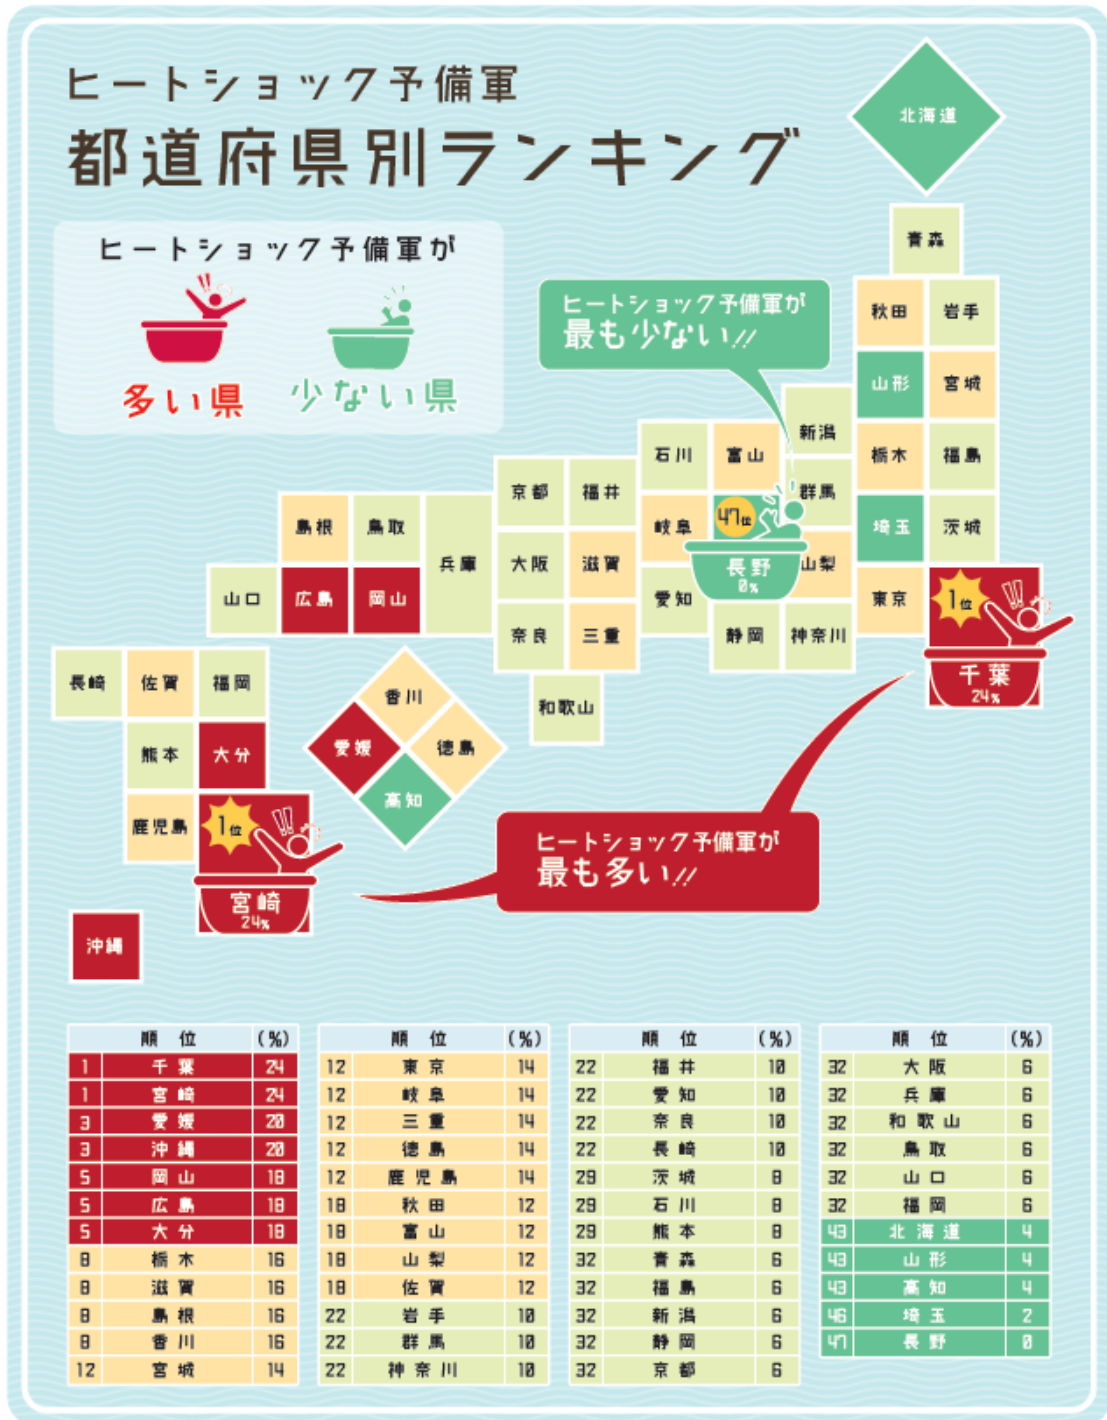 ヒートショック予備軍
都道府県別ランキング
ヒートショック予備軍が
多い県 少ない県
ヒートショック予備軍が
最も少ない!!
北海道
青森
秋田 岩手
山形 宮城
新潟
石川 富山 栃木 福島
京都 福井 群馬
島根 鳥取 岐阜 47位 埼玉 茨城
兵庫 大阪 滋賀 長野 山梨
0%
山口 広島 岡山 愛知 東京 1位
奈良 三重 静岡 神奈川
千葉
24%
長崎 佐賀 福岡 香川 和歌山
熊本 大分 愛媛 徳島
高知
鹿児島 1位
ヒートショック予備軍が
最も多い!!
宮崎
24%
沖縄
順位 (%)
1 千葉 24
1 宮崎 24
3 愛媛 20
3 沖縄 20
5 岡山 18
5 広島 18
5 大分 18
8 栃木 16
8 滋賀 16
8 島根 16
8 香川 16
12 宮城 14
順位 (%)
12 東京 14
12 岐阜 14
12 三重 14
12 徳島 14
12 鹿児島 14
18 秋田 12
18 富山 12
18 山梨 12
18 佐賀 12
22 岩手 10
22 群馬 10
22 神奈川 10
順位 (%)
22 福井 10
22 愛知 10
22 奈良 10
22 長崎 10
29 茨城 8
29 石川 8
29 熊本 8
32 青森 6
32 福島 6
32 新潟 6
32 静岡 6
32 京都 6
順位 (%)
32 大阪 6
32 兵庫 6
32 和歌山 6
32 鳥取 6
32 山口 6
32 福岡 6
43 北海道 4
43 山形 4
43 高知 4
46 埼玉 2
47 長野 0